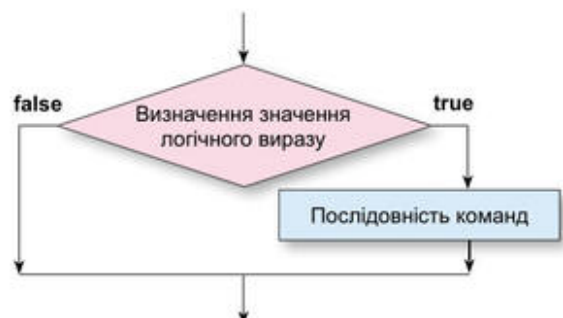 false
true
Визначення значення
логічного виразу
Послідовність команд